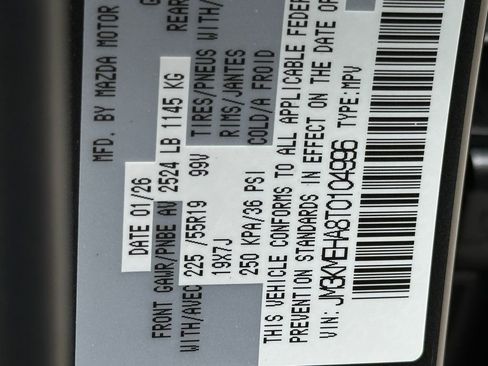 MFD. BY MAZDA MOTOR
DATE 01/26
FRONT GAWR/PNBE AV 2524 LB 1145 KG
REAR
WITH/AVEC 225 /55R19 99V TIRES/PNEUS WITH/
19X7J RIMS/JANTES
250 KPA/36 PSI COLD/A FROID
THIS VEHICLE CONFORMS TO ALL APPLICABLE FEDER
PREVENTION STANDARDS IN EFFECT ON THE DATE OF
VIN: JM3KMEHA8T0104996 TYPE: MPV